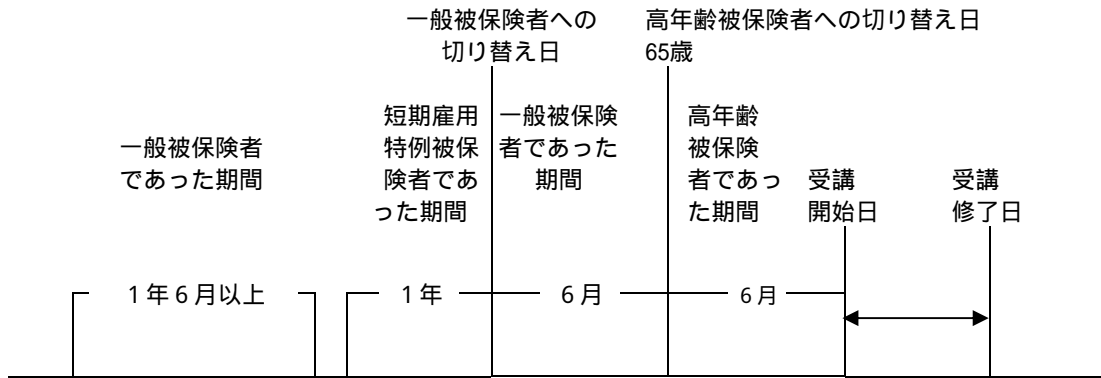 一般被保険者への
切り替え日
高年齢被保険者への切り替え日
65歳
一般被保険者
であった期間
短期雇用
特例被保
険者であ
った期間
一般被保険
者であった
期間
高年齢
被保険
者であっ
た期間
受講
開始日
受講
修了日
1年6月以上
1年
6月
6月